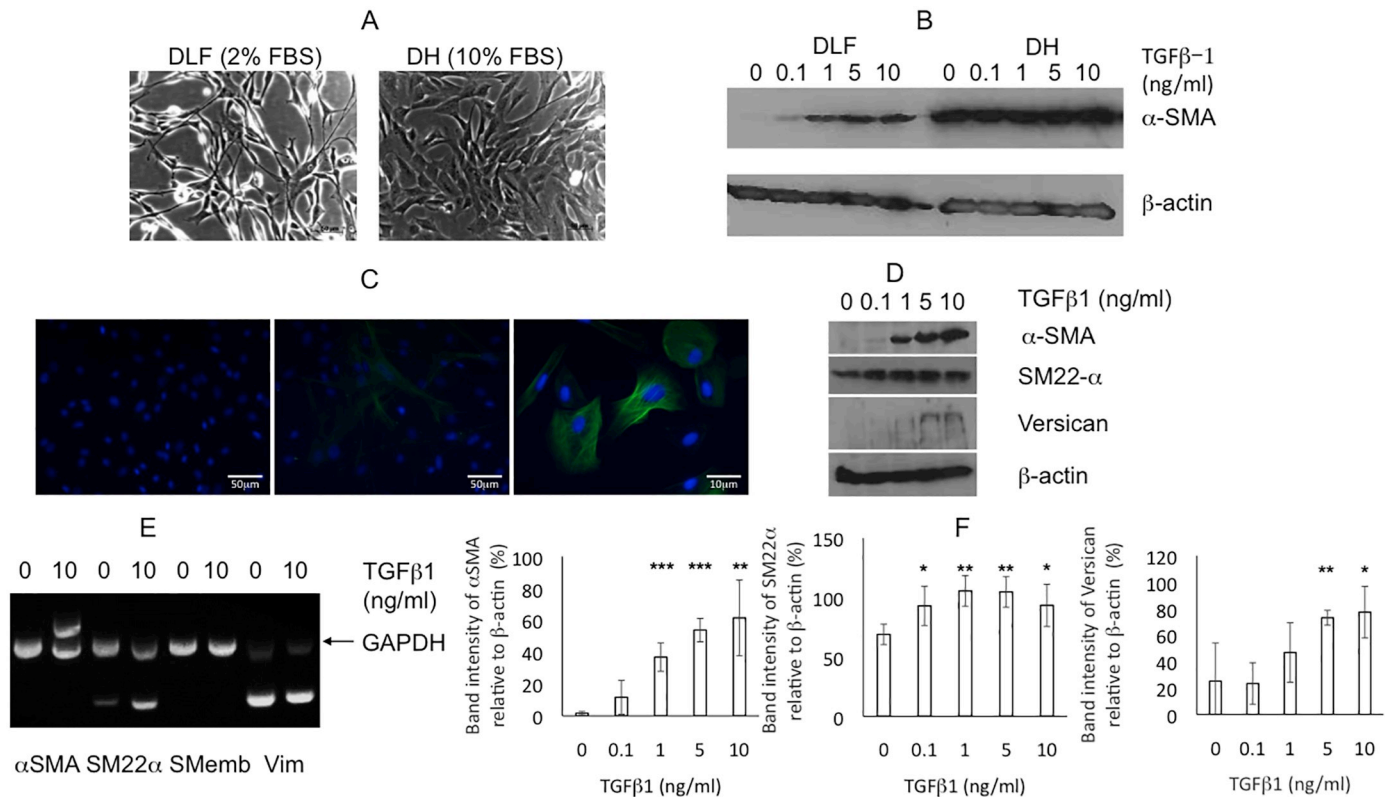 A
DLF (2% FBS)
DH (10% FBS)
B
DLF
DH
TGFβ−1
(ng/ml)
0 0.1 1 5 10 0 0.1 1 5 10
α-SMA
β-actin
C
50μm
50μm
10μm
D
0 0.1 1 5 10 TGFβ1 (ng/ml)
α-SMA
SM22-α
Versican
β-actin
E
0 10 0 10 0 10 0 10
TGFβ1
(ng/ml)
GAPDH
αSMA SM22α SMemb Vim
F
Band intensity of αSMA
relative to β-actin (%)
100
80
60
40
20
0
*** *** **
0 0.1 1 5 10
TGFβ1 (ng/ml)
Band intensity of SM22α
relative to β-actin (%)
150
100
50
0
* ** ** *
0 0.1 1 5 10
TGFβ1 (ng/ml)
Band intensity of Versican
relative to β-actin (%)
120
100
80
60
40
20
0
** *
0 0.1 1 5 10
TGFβ1 (ng/ml)